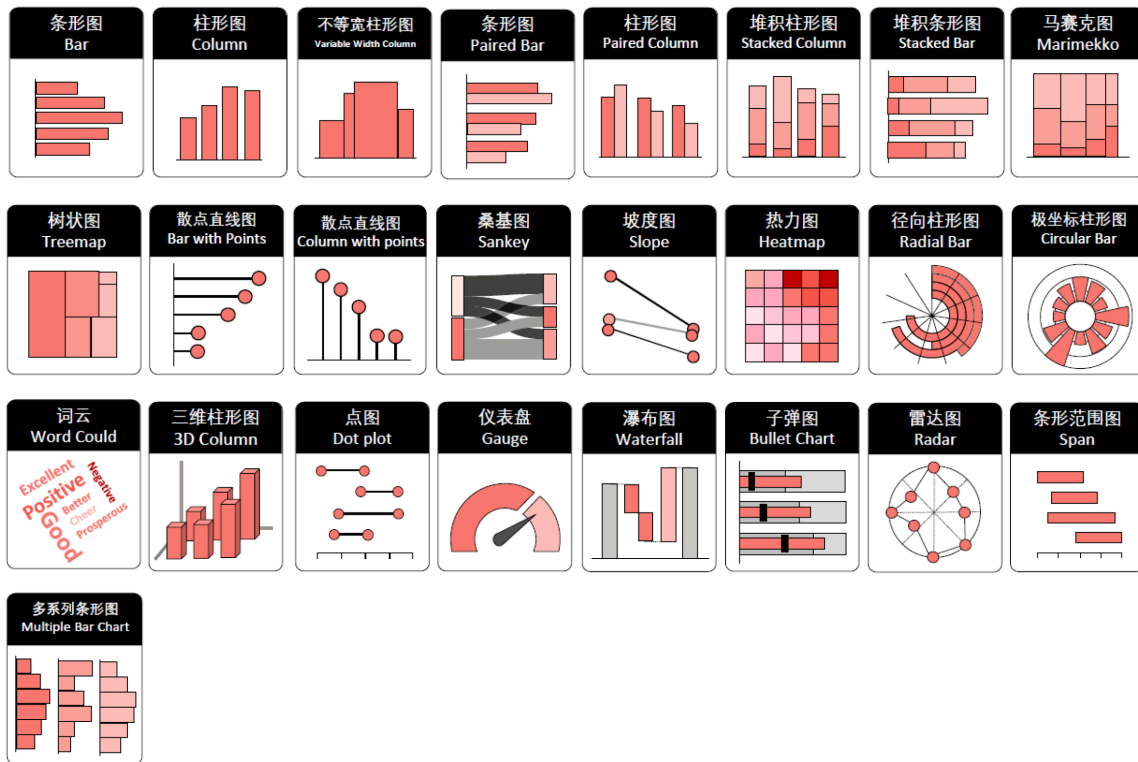 条形图
Bar
柱形图
Column
不等宽柱形图
Variable Width Column
条形图
Paired Bar
柱形图
Paired Column
堆积柱形图
Stacked Column
堆积条形图
Stacked Bar
马赛克图
Marimekko
树状图
Treemap
散点直线图
Bar with Points
散点直线图
Column with points
桑基图
Sankey
坡度图
Slope
热力图
Heatmap
径向柱形图
Radial Bar
极坐标柱形图
Circular Bar
词云
Word Could
Excellent
Positive
Negative
Better
Cheer
Good
Prosperous
三维柱形图
3D Column
点图
Dot plot
仪表盘
Gauge
瀑布图
Waterfall
子弹图
Bullet Chart
雷达图
Radar
条形范围图
Span
多系列条形图
Multiple Bar Chart